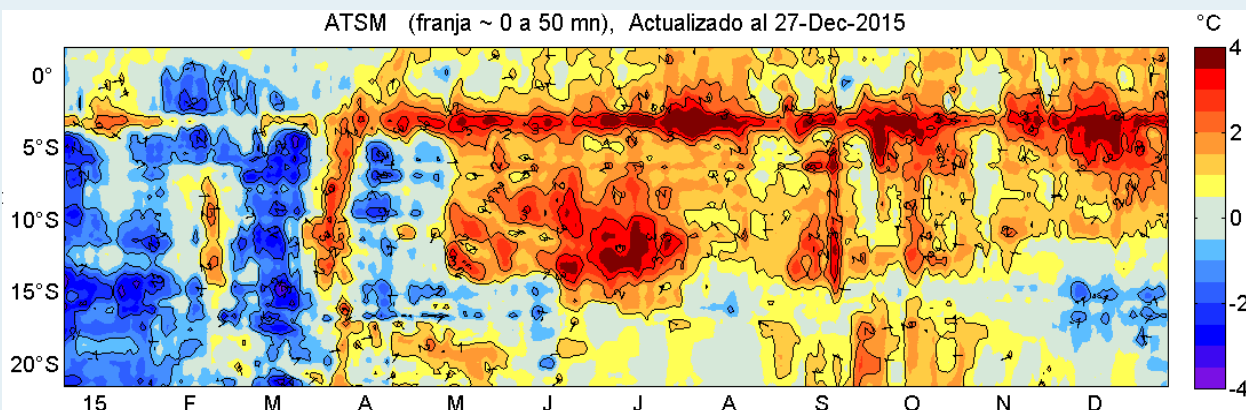 ATSM (franja ~ 0 a 50 mn), Actualizado al 27-Dec-2015
°C
4
2
0
-2
-4
0°
5°S
10°S
15°S
20°S
15 F M A M J J A S O N D